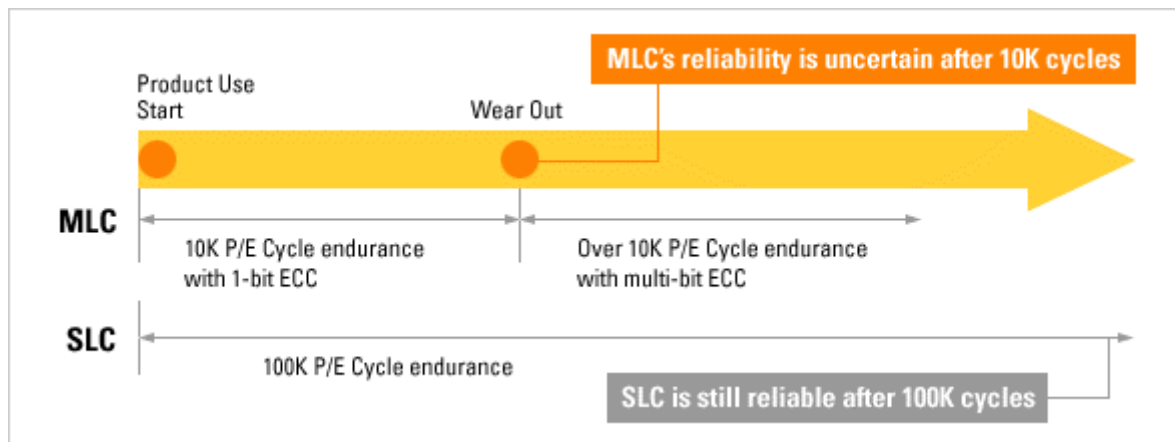 MLC's reliability is uncertain after 10K cycles
Product Use
Start
Wear Out
MLC
10K P/E Cycle endurance
with 1-bit ECC
Over 10K P/E Cycle endurance
with multi-bit ECC
SLC
100K P/E Cycle endurance
SLC is still reliable after 100K cycles